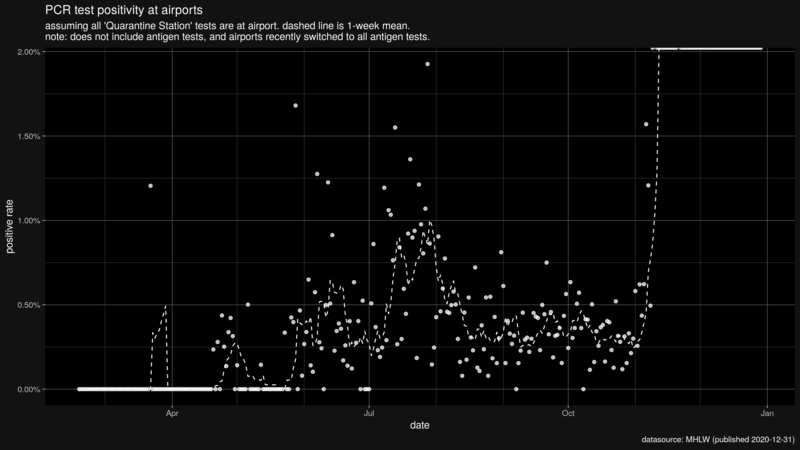 PCR test positivity at airports
assuming all 'Quarantine Station' tests are at airport. dashed line is 1-week mean.
note: does not include antigen tests, and airports recently switched to all antigen tests.
2.00%
1.50%
1.00%
0.50%
0.00%
positive rate
Apr
Jul
Oct
Jan
date
datasource: MHLW (published 2020-12-31)